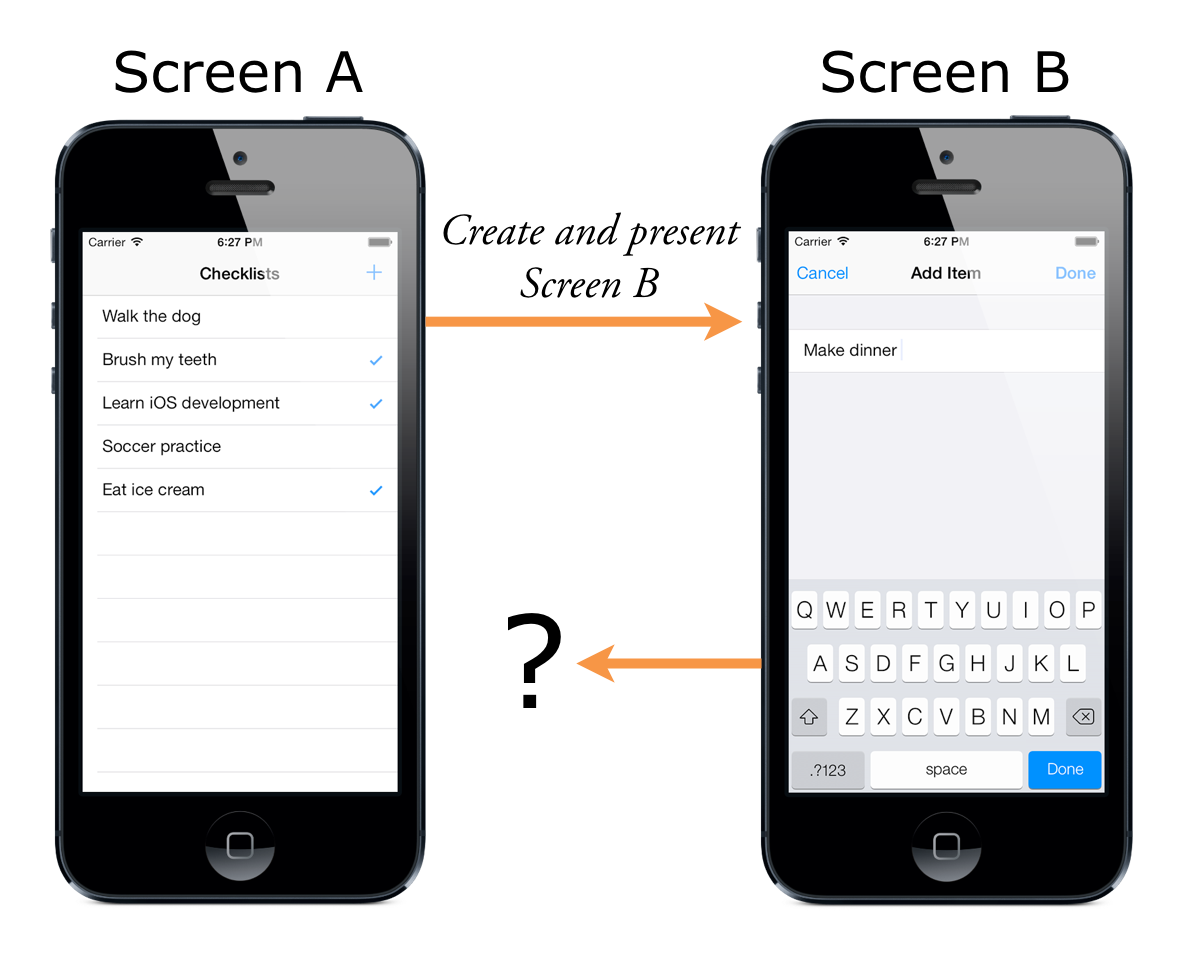 Screen A
Screen B
Carrier 6:27 PM
Checklists +
Walk the dog
Brush my teeth
Learn iOS development
Soccer practice
Eat ice cream
Create and present
Screen B
?
Carrier 6:27 PM
Cancel Add Item Done
Make dinner
Q W E R T Y U I O P
A S D F G H J K L
Z X C V B N M
.?123 space Done